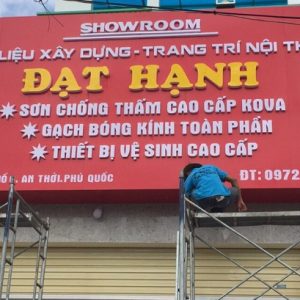 SHOWROOM
LIỆU XÂY DỰNG - TRANG TRÍ NỘI TH
ĐẠT HẠNH
SƠN CHỐNG THẤM CAO CẤP KOVA
GẠCH BÓNG KÍNH TOÀN PHẦN
THIẾT BỊ VỆ SINH CAO CẤP
AN THỚI, PHÚ QUỐC ĐT: 0972